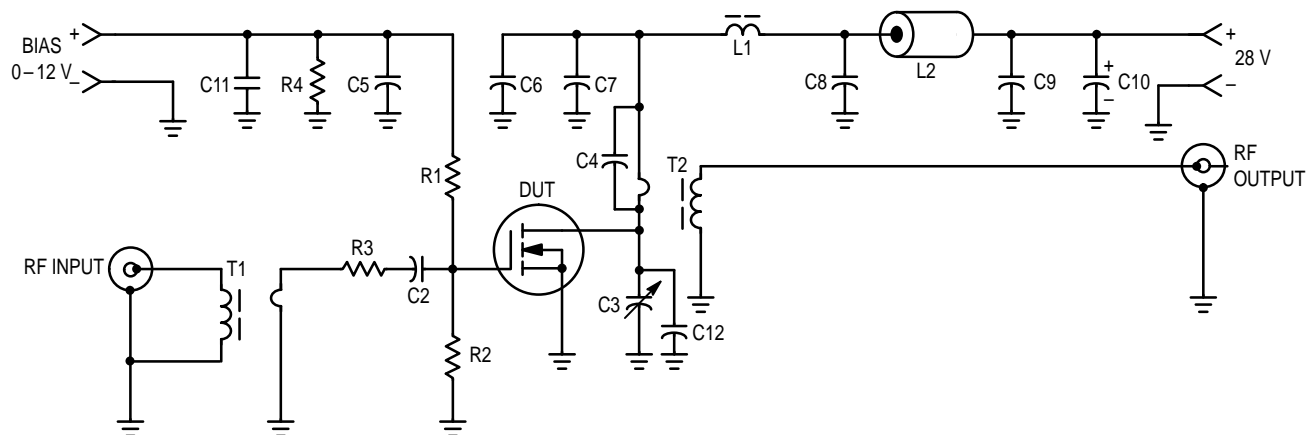 BIAS
0–12 V
+
–
C11
R4
C5
C6
C7
L1
C8
L2
C9
+
C10
–
+
28 V
–
R1
C4
T2
DUT
RF
OUTPUT
RF INPUT
T1
R3
C2
C3
C12
R2